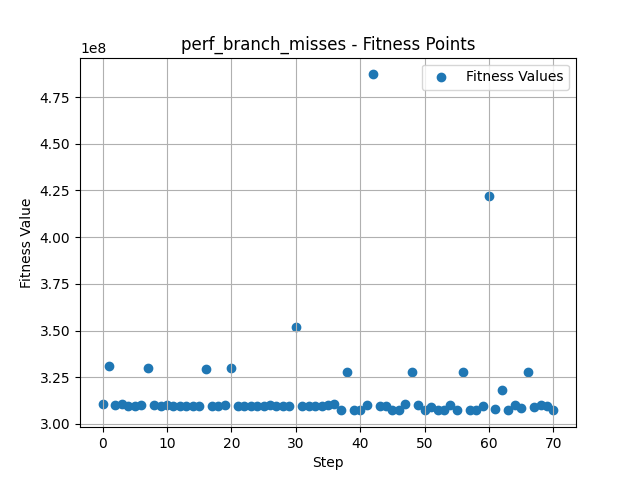 perf_branch_misses - Fitness Points
1e8
Fitness Values
4.75
4.50
4.25
4.00
3.75
3.50
3.25
3.00
Fitness Value
0 10 20 30 40 50 60 70
Step